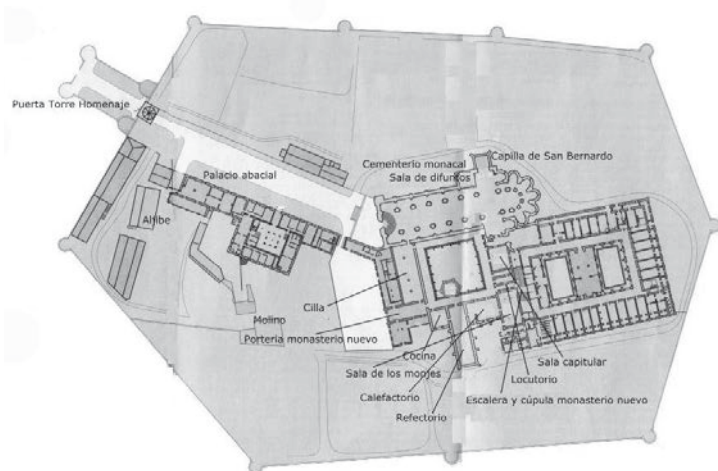 Puerta Torre Homenaje
Palacio abacial
Cementerio monacal
Sala de difuntos
Capilla de San Bernardo
Aljibe
Molino
Cilla
Portería monasterio nuevo
Cocina
Sala de los monjes
Calefactorio
Refectorio
Sala capitular
Locutorio
Escalera y cúpula monasterio nuevo